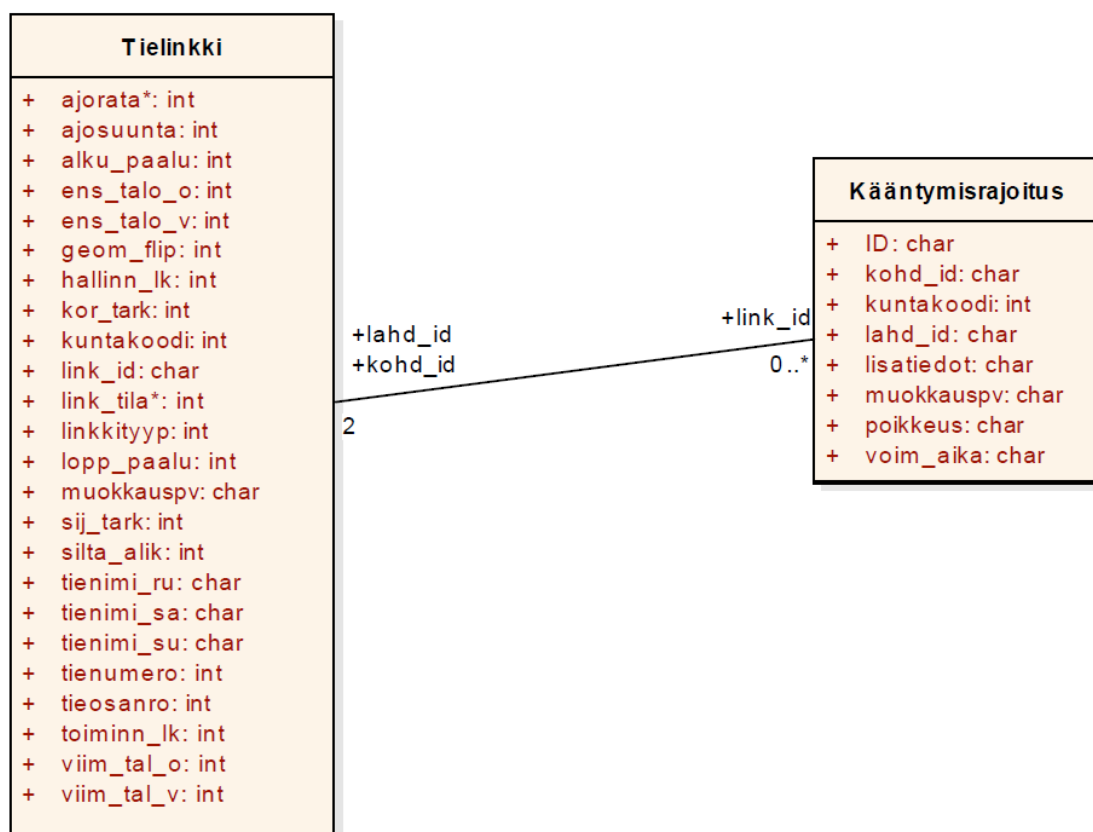 Tielinkki
+ ajorata*: int
+ ajosuunta: int
+ alku_paalu: int
+ ens_talo_o: int
+ ens_talo_v: int
+ geom_flip: int
+ hallinn_lk: int
+ kor_tark: int
+ kuntakoodi: int
+ link_id: char
+ link_tila*: int
+ linkkityyp: int
+ lopp_paalu: int
+ muokkauspv: char
+ sij_tark: int
+ silta_alik: int
+ tienimi_ru: char
+ tienimi_sa: char
+ tienimi_su: char
+ tienumero: int
+ tieosanro: int
+ toiminn_lk: int
+ viim_tal_o: int
+ viim_tal_v: int
+lahd_id
+kohd_id
2
+link_id
0..*
Kääntymisrajoitus
+ ID: char
+ kohd_id: char
+ kuntakoodi: int
+ lahd_id: char
+ lisatiedot: char
+ muokkauspv: char
+ poikkeus: char
+ voim_aika: char